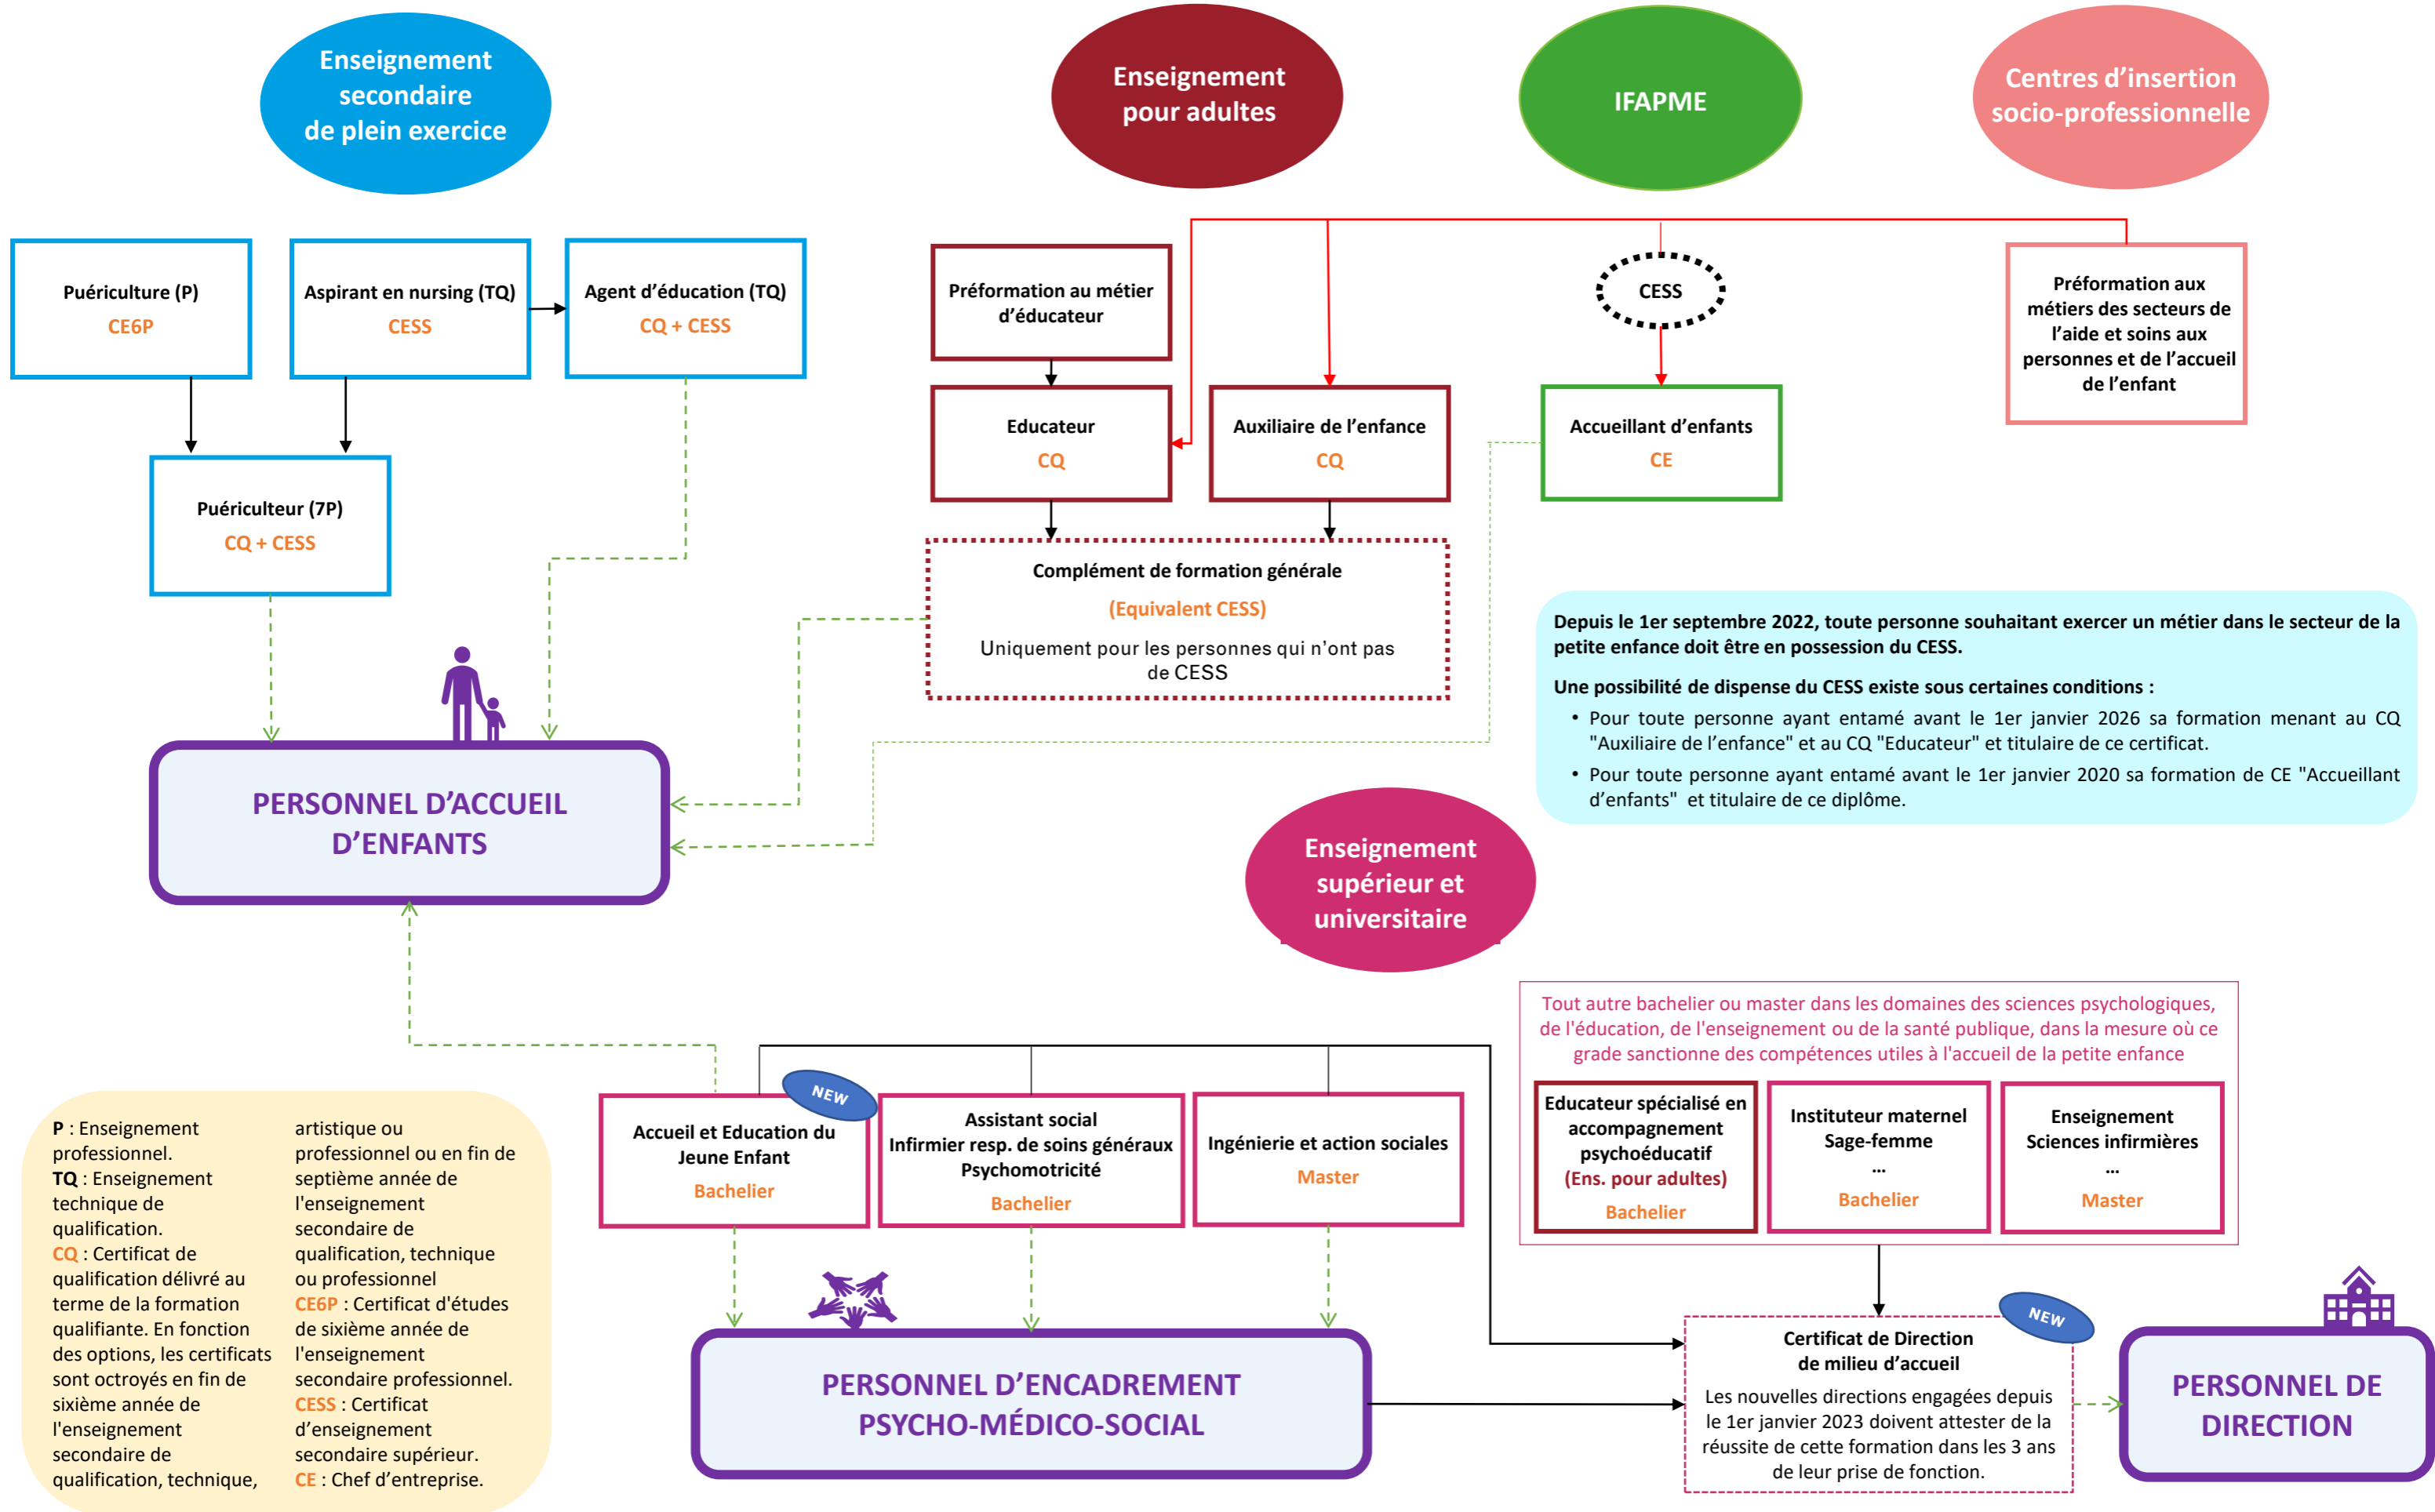 Enseignement
secondaire
de plein exercice
Enseignement
pour adultes
IFAPME
Centres d’insertion
socio-professionnelle
Puériculture (P)
CE6P
Aspirant en nursing (TQ)
CESS
Agent d’éducation (TQ)
CQ + CESS
Puériculteur (7P)
CQ + CESS
Préformation au métier
d’éducateur
Educateur
CQ
Auxiliaire de l’enfance
CQ
CESS
Accueillant d’enfants
CE
Préformation aux
métiers des secteurs de
l’aide et soins aux
personnes et de l’accueil
de l’enfant
Complément de formation générale
(Equivalent CESS)
Uniquement pour les personnes qui n’ont pas
de CESS
Depuis le 1er septembre 2022, toute personne souhaitant exercer un métier dans le secteur de la
petite enfance doit être en possession du CESS.
Une possibilité de dispense du CESS existe sous certaines conditions :
• Pour toute personne ayant entamé avant le 1er janvier 2026 sa formation menant au CQ
"Auxiliaire de l’enfance" et au CQ "Educateur" et titulaire de ce certificat.
• Pour toute personne ayant entamé avant le 1er janvier 2020 sa formation de CE "Accueillant
d’enfants" et titulaire de ce diplôme.
PERSONNEL D’ACCUEIL
D’ENFANTS
Enseignement
supérieur et
universitaire
Tout autre bachelier ou master dans les domaines des sciences psychologiques,
de l'éducation, de l'enseignement ou de la santé publique, dans la mesure où ce
grade sanctionne des compétences utiles à l'accueil de la petite enfance
Accueil et Education du
Jeune Enfant
Bachelier
NEW
Assistant social
Infirmier resp. de soins généraux
Psychomotricité
Bachelier
Ingénierie et action sociales
Master
Educateur spécialisé en
accompagnement
psychoéducatif
(Ens. pour adultes)
Bachelier
Instituteur maternel
Sage-femme
...
Bachelier
Enseignement
Sciences infirmières
...
Master
P : Enseignement
professionnel.
TQ : Enseignement
technique de
qualification.
CQ : Certificat de
qualification délivré au
terme de la formation
qualifiante. En fonction
des options, les certificats
sont octroyés en fin de
sixième année de
l'enseignement
secondaire de
qualification, technique,
artistique ou
professionnel ou en fin de
septième année de
l'enseignement
secondaire de
qualification, technique
ou professionnel
CE6P : Certificat d'études
de sixième année de
l'enseignement
secondaire professionnel.
CESS : Certificat
d’enseignement
secondaire supérieur.
CE : Chef d’entreprise.
PERSONNEL D’ENCADREMENT
PSYCHO-MÉDICO-SOCIAL
NEW
Certificat de Direction
de milieu d’accueil
Les nouvelles directions engagées depuis
le 1er janvier 2023 doivent attester de la
réussite de cette formation dans les 3 ans
de leur prise de fonction.
PERSONNEL DE
DIRECTION